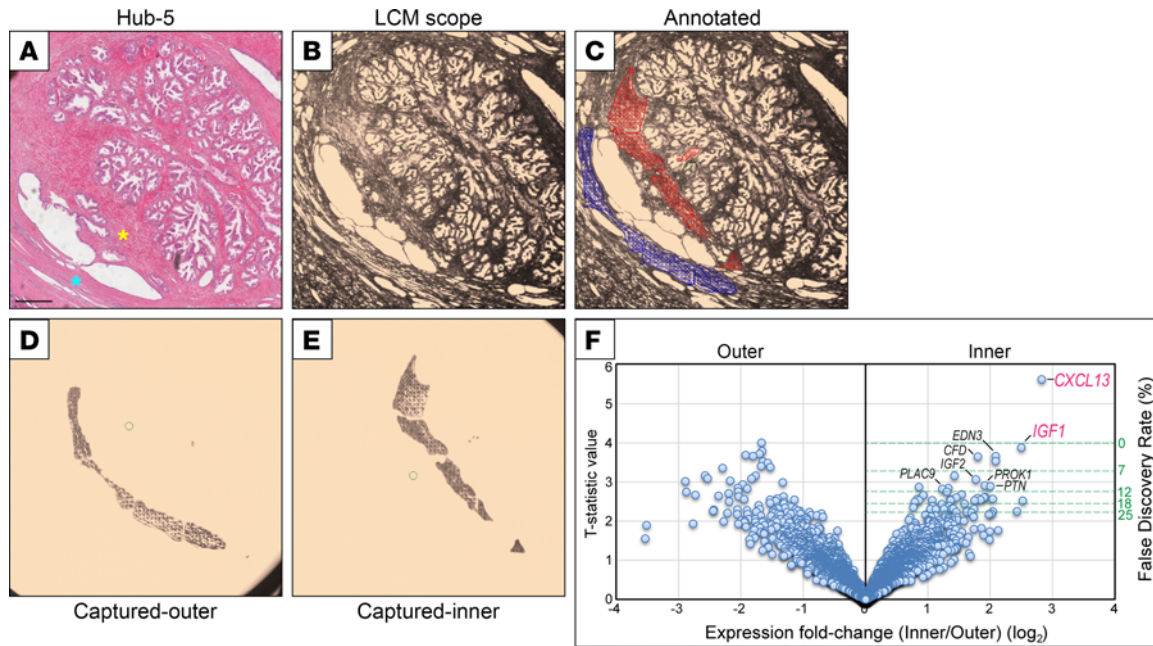 Hub-5
LCM scope
Annotated
A
B
C
*
*
D
E
F
Captured-outer
Captured-inner
Outer
Inner
T-statistic value
6
5
4
3
2
1
0
CXCL13
IGF1
EDN3
CFD
IGF2
PLAC9
PROK1
PTN
0
7
12
18
25
False Discovery Rate (%)
-4
-3
-2
-1
0
1
2
3
4
Expression fold-change (Inner/Outer) (log2)